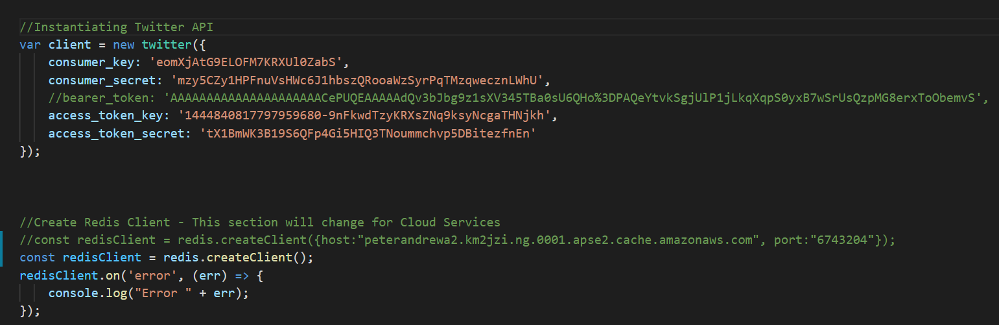 //Instantiating Twitter API
var client = new twitter({
consumer_key: 'eomXjAtG9ELOFM7KRXUl0ZabS',
consumer_secret: 'mzy5CZy1HPFnuVsHWc6J1hbszQRooaWzSyrPqTMzqwecznLWhU',
//bearer_token: 'AAAAAAAAAAAAAAAAAAAAACePUQEAAAAAdQv3bJbg9z1sXV345TBa0sU6QHo%3DPAQeYtvkSgjUlP1jLkqXqpS0yxB7wSrUsQzpMG8erxToObemvS',
access_token_key: '1444840817797959680-9nFkwdTzyKRXsZNq9ksyNcgaTHNjkh',
access_token_secret: 'tX1BmWK3B19S6QFp4Gi5HIQ3TNoummchvp5DBitezfnEn'
});
//Create Redis Client - This section will change for Cloud Services
//const redisClient = redis.createClient({host:"peterandrewa2.km2jzi.ng.0001.apse2.cache.amazonaws.com", port:"6743204"});
const redisClient = redis.createClient();
redisClient.on('error', (err) => {
console.log("Error " + err);
});